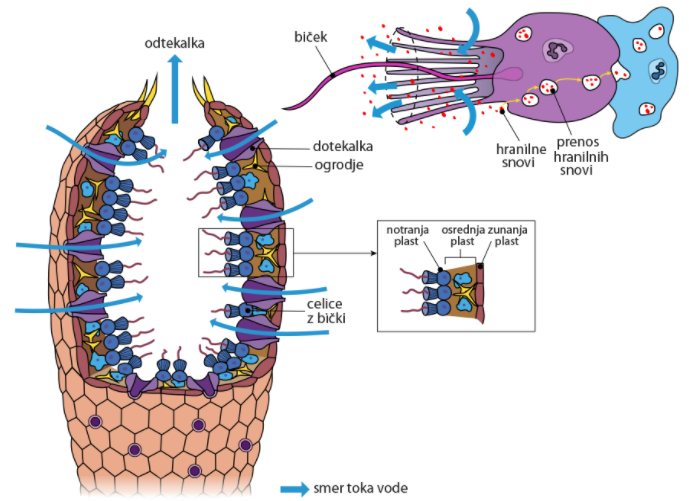 odtekalka
biček
hranilne
snovi
prenos
hranilnih
snovi
dotekalka
ogrodje
notranja
plast
osrednja
plast
zunanja
plast
celice
z bički
smer toka vode